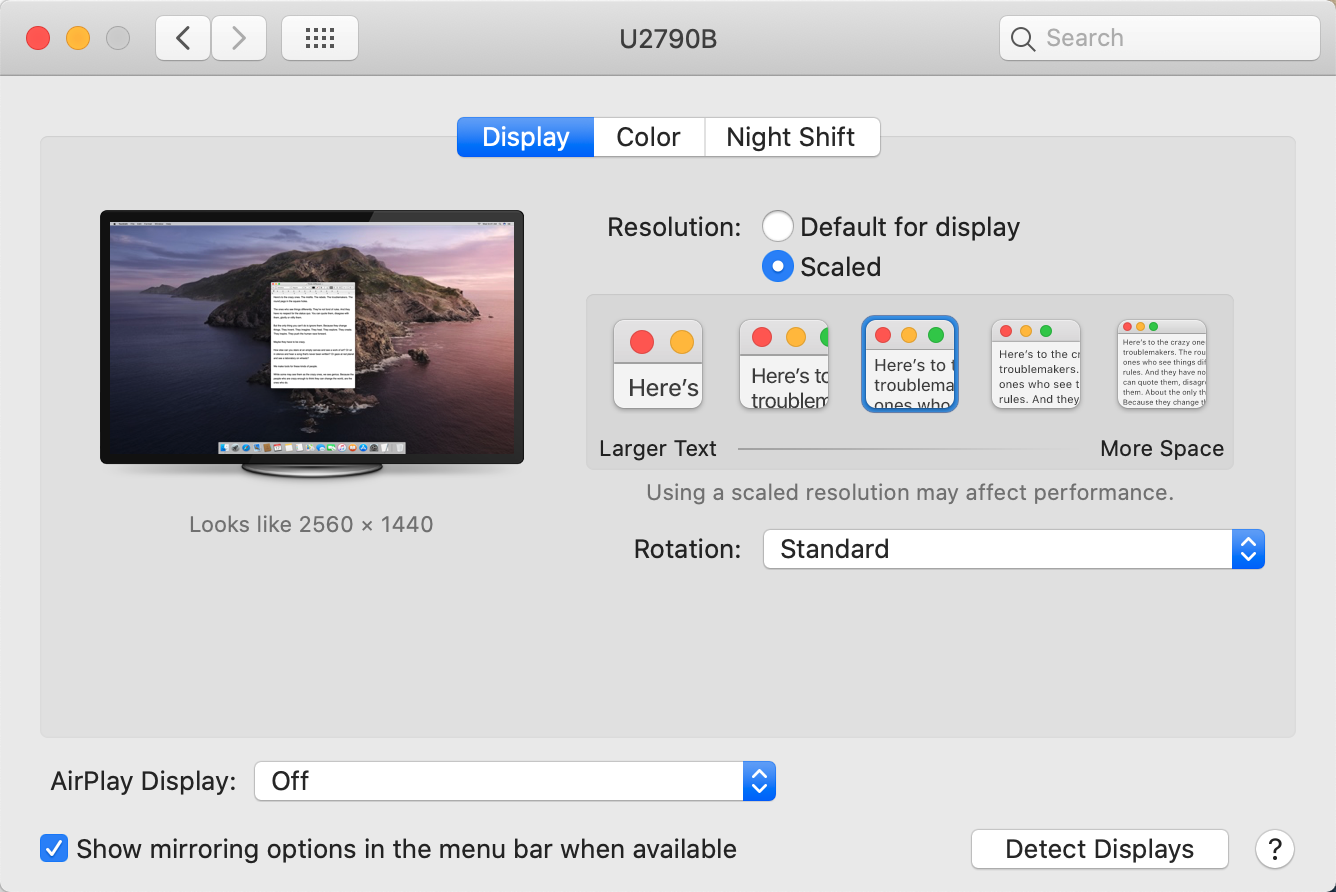 U2790B
Search
Display
Color
Night Shift
Resolution:
Default for display
Scaled
Here's
Here's to
troublem
Here's to t
troublema
ones who
Here's to the cr
troublemakers.
ones who see t
rules. And they
Here's to the crazy one
troublemakers. The rou
ones who see things dif
rules. And they have no
can quote them, disagre
them. About the only th
Because they change th
Larger Text
More Space
Using a scaled resolution may affect performance.
Looks like 2560 × 1440
Rotation:
Standard
AirPlay Display:
Off
Show mirroring options in the menu bar when available
Detect Displays
?